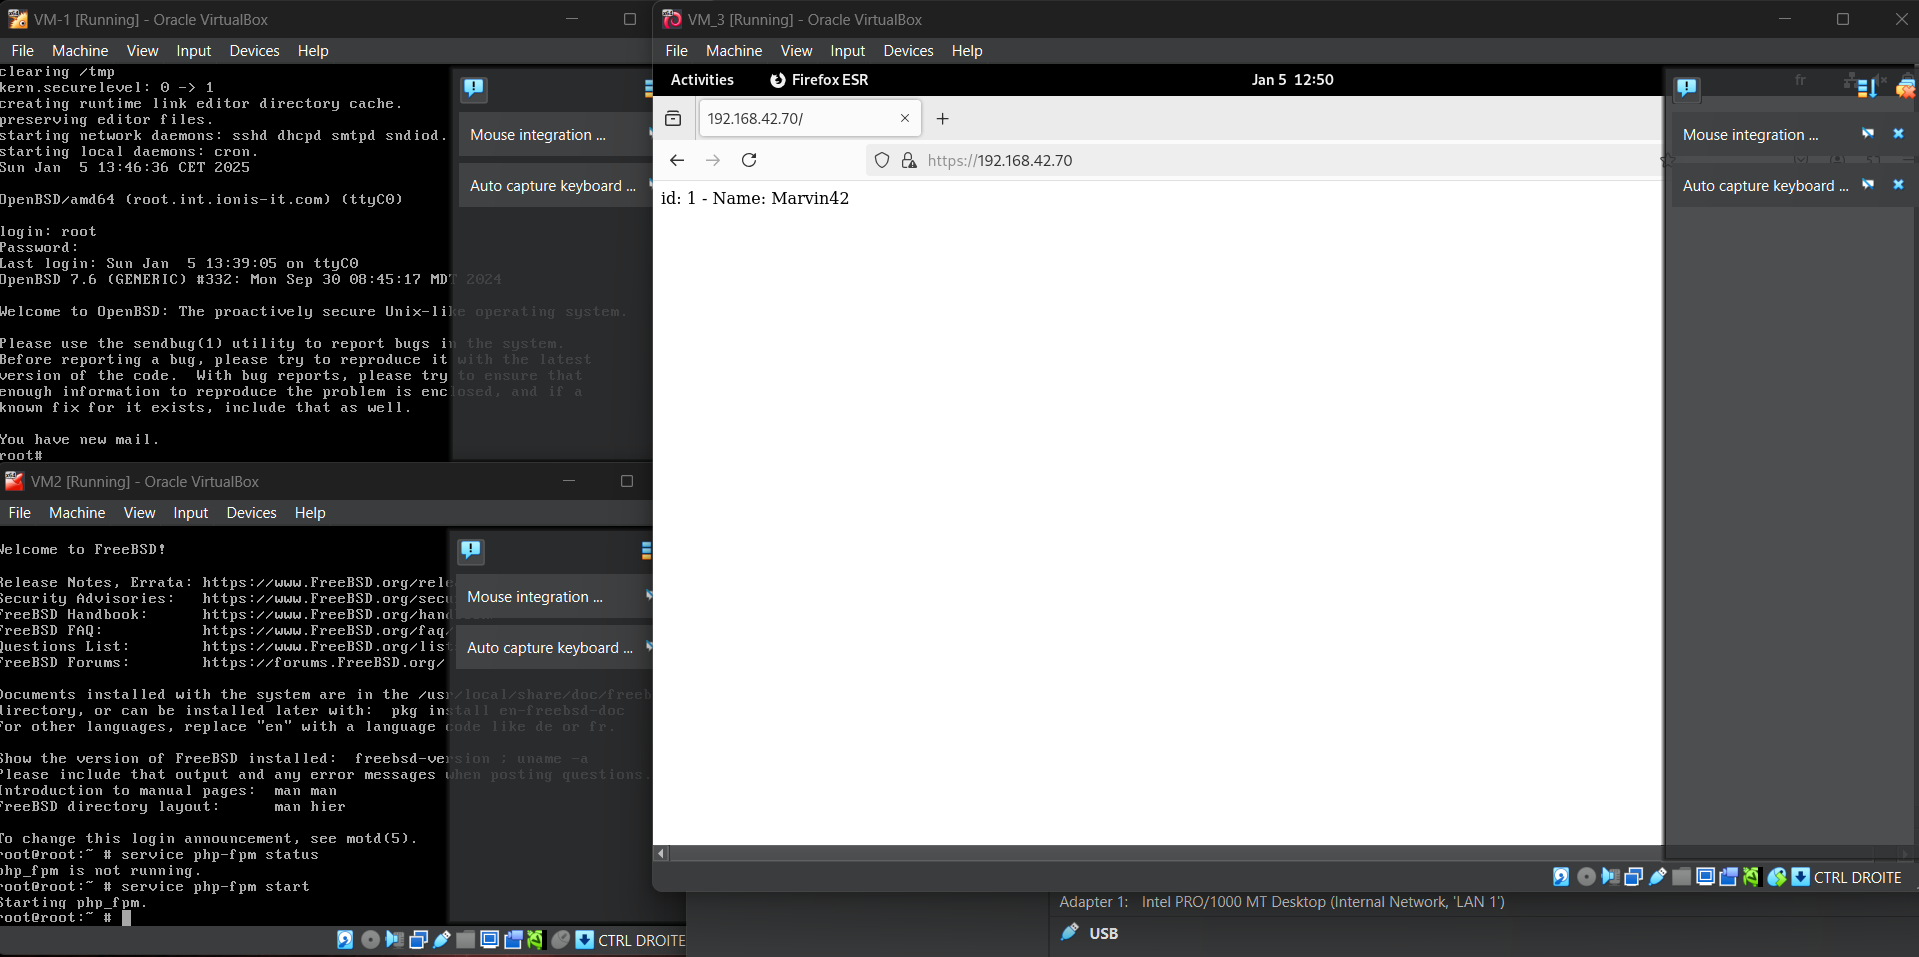 VM-1 [Running] - Oracle VirtualBox
File Machine View Input Devices Help
clearing /tmp
kern.securelevel: 0 -> 1
creating runtime link editor directory cache.
preserving editor files.
starting network daemons: sshd dhcpd smtpd sndiod.
starting local daemons: cron.
Sun Jan  5 13:46:36 CET 2025
OpenBSD/amd64 (root.int.ionis-it.com) (ttyC0)
login: root
Password:
Last login: Sun Jan  5 13:39:05 on ttyC0
OpenBSD 7.6 (GENERIC) #332: Mon Sep 30 08:45:17 MDT 2024
Welcome to OpenBSD: The proactively secure Unix-like operating system.
Please use the sendbug(1) utility to report bugs in the system.
Before reporting a bug, please try to reproduce it with the latest
version of the code.  With bug reports, please try to ensure that
enough information to reproduce the problem is enclosed, and if a
known fix for it exists, include that as well.
You have new mail.
root#
Mouse integration ...
Auto capture keyboard ...
VM2 [Running] - Oracle VirtualBox
File Machine View Input Devices Help
Welcome to FreeBSD!
Release Notes, Errata: https://www.FreeBSD.org/rele
Security Advisories:   https://www.FreeBSD.org/secu
FreeBSD Handbook:      https://www.FreeBSD.org/hand
FreeBSD FAQ:           https://www.FreeBSD.org/faq/
Questions List:        https://www.FreeBSD.org/list
FreeBSD Forums:        https://forums.FreeBSD.org/
Documents installed with the system are in the /usr/local/share/doc/freeb
directory, or can be installed later with:  pkg install en-freebsd-doc
For other languages, replace "en" with a language code like de or fr.
Show the version of FreeBSD installed:  freebsd-version ; uname -a
Please include that output and any error messages when posting questions.
Introduction to manual pages:  man man
FreeBSD directory layout:      man hier
To change this login announcement, see motd(5).
root@root:~ # service php-fpm status
php_fpm is not running.
root@root:~ # service php-fpm start
Starting php_fpm.
root@root:~ #
Mouse integration ...
Auto capture keyboard ...
CTRL DROITE
VM_3 [Running] - Oracle VirtualBox
File Machine View Input Devices Help
Activities Firefox ESR Jan 5 12:50 fr
192.168.42.70/
https://192.168.42.70
id: 1 - Name: Marvin42
Mouse integration ...
Auto capture keyboard ...
CTRL DROITE
Adapter 1: Intel PRO/1000 MT Desktop (Internal Network, 'LAN 1')
USB